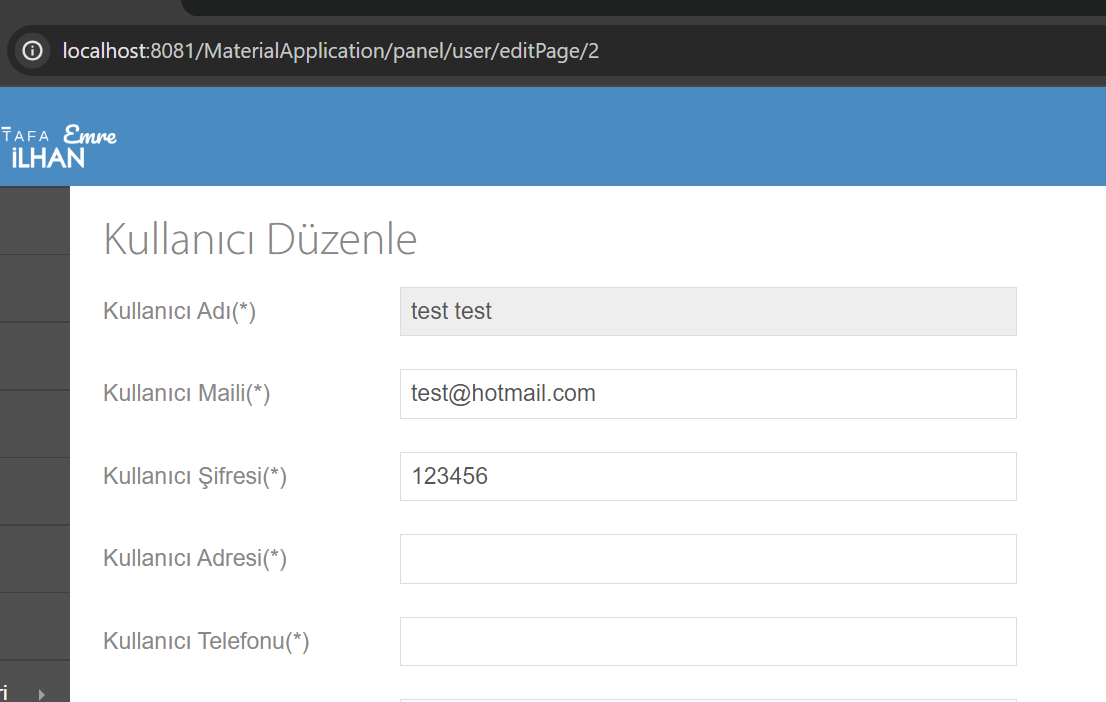 localhost:8081/MaterialApplication/panel/user/editPage/2
TAFA Emre
İLHAN
Kullanıcı Düzenle
Kullanıcı Adı(*) test test
Kullanıcı Maili(*) test@hotmail.com
Kullanıcı Şifresi(*) 123456
Kullanıcı Adresi(*)
Kullanıcı Telefonu(*)
ri